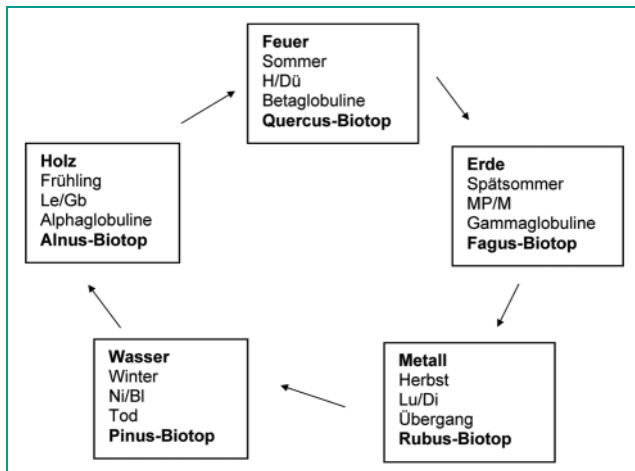 Feuer
Sommer
H/Dü
Betaglobuline
Quercus-Biotop
Erde
Spätsommer
MP/M
Gammaglobuline
Fagus-Biotop
Metall
Herbst
Lu/Di
Übergang
Rubus-Biotop
Wasser
Winter
Ni/Bl
Tod
Pinus-Biotop
Holz
Frühling
Le/Gb
Alphaglobuline
Alnus-Biotop